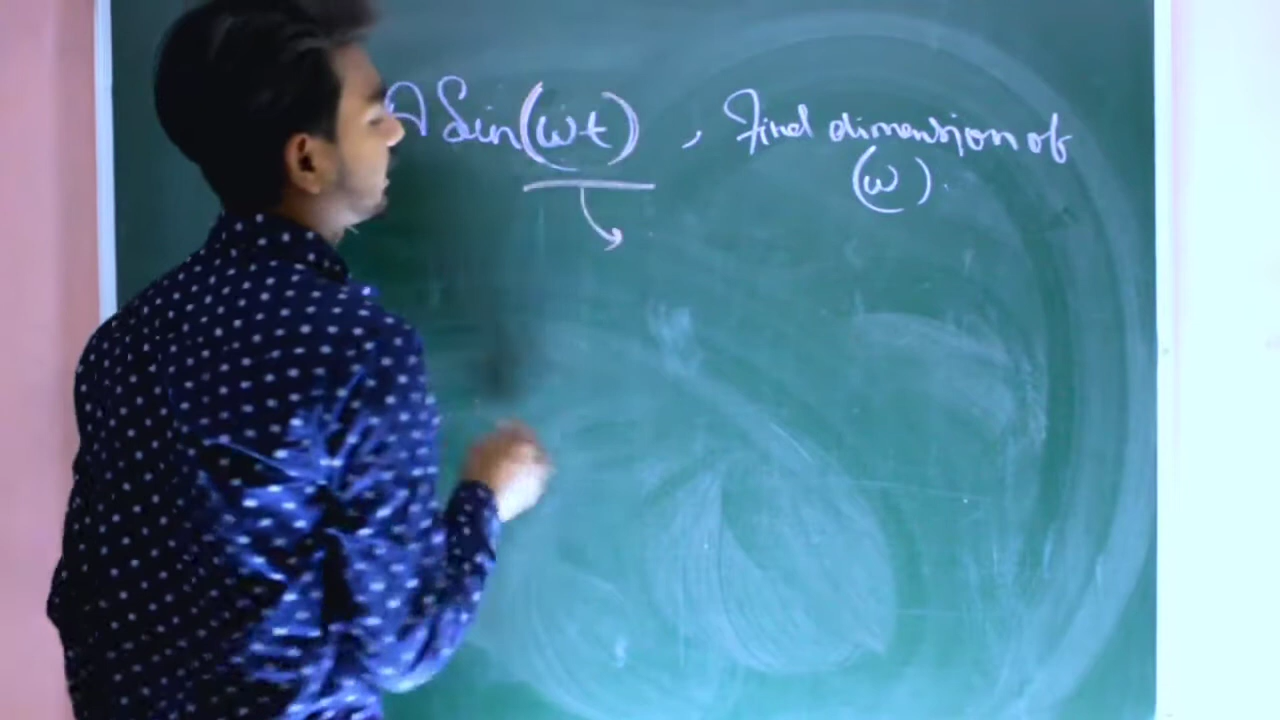 A Sin(ωt) , Find dimension of
(ω).